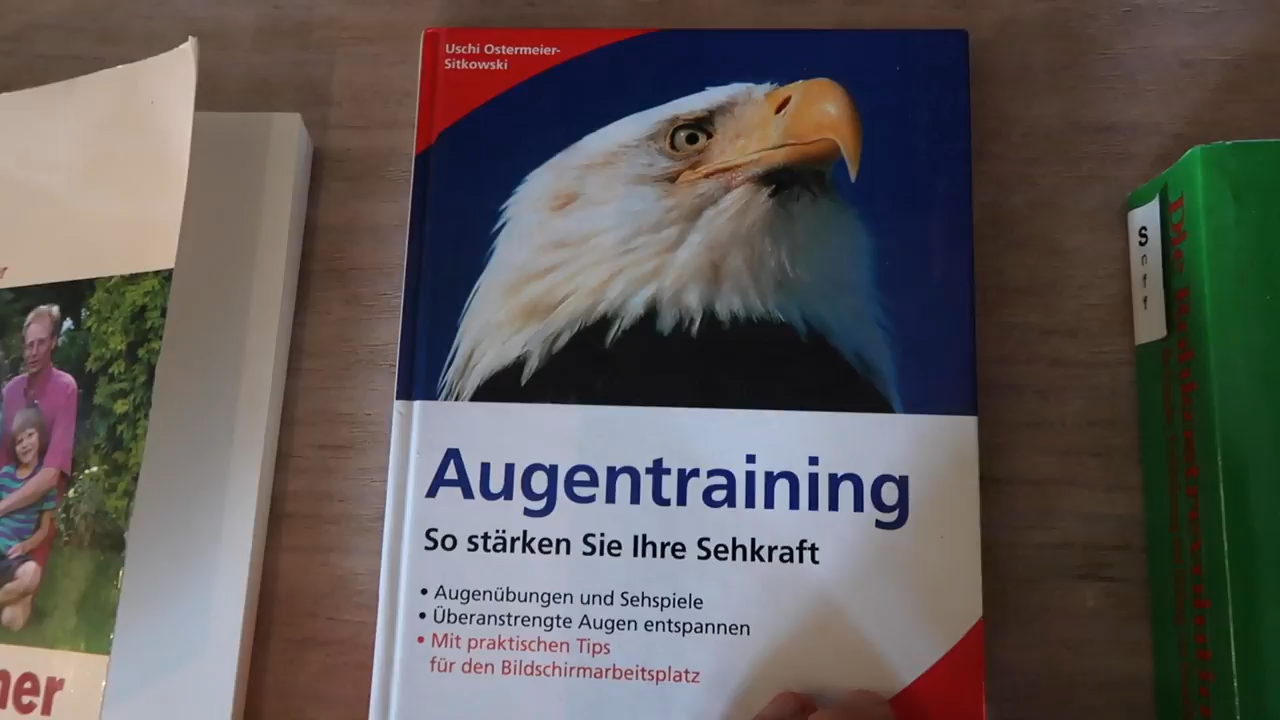 Uschi Ostermeier-
Sitkowski
Augentraining
So stärken Sie Ihre Sehkraft
• Augenübungen und Sehspiele
• Überanstrengte Augen entspannen
• Mit praktischen Tips
für den Bildschirmarbeitsplatz
S
n
f
f
Die